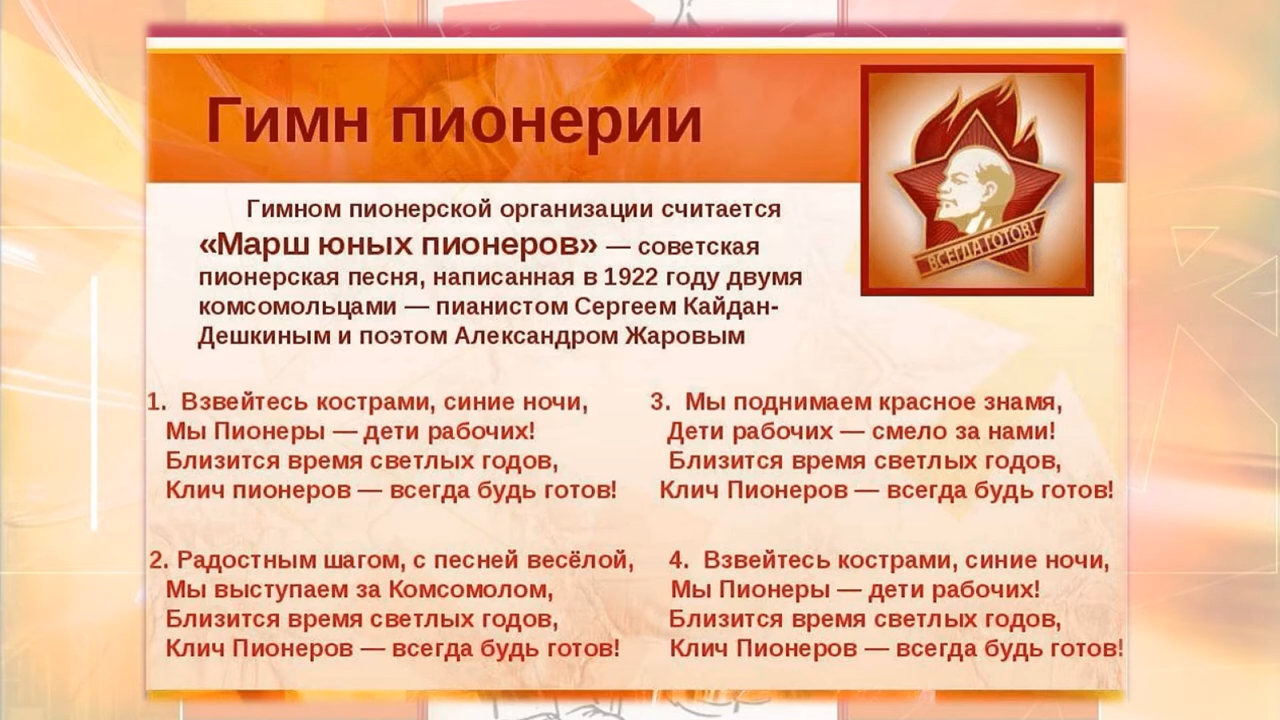 Гимн пионерии
Гимном пионерской организации считается
«Марш юных пионеров» — советская
пионерская песня, написанная в 1922 году двумя
комсомольцами — пианистом Сергеем Кайдан-
Дешкиным и поэтом Александром Жаровым
ВСЕГДА ГОТОВ!
1. Взвейтесь кострами, синие ночи,
Мы Пионеры — дети рабочих!
Близится время светлых годов,
Клич пионеров — всегда будь готов!
2. Радостным шагом, с песней весёлой,
Мы выступаем за Комсомолом,
Близится время светлых годов,
Клич Пионеров — всегда будь готов!
3. Мы поднимаем красное знамя,
Дети рабочих — смело за нами!
Близится время светлых годов,
Клич Пионеров — всегда будь готов!
4. Взвейтесь кострами, синие ночи,
Мы Пионеры — дети рабочих!
Близится время светлых годов,
Клич Пионеров — всегда будь готов!